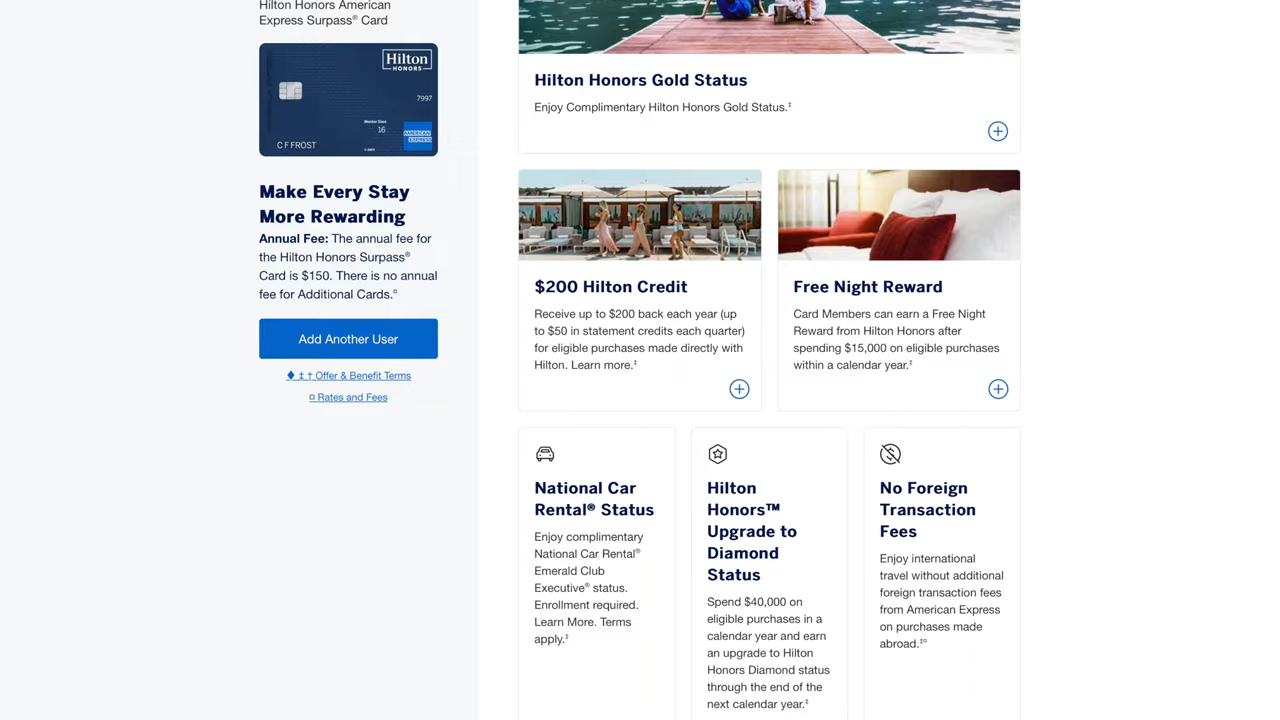 Hilton Honors American
Express Surpass® Card
Hilton
HONORS
7997
Member Since
16
AMERICAN
EXPRESS
C F FROST
Make Every Stay
More Rewarding
Annual Fee: The annual fee for
the Hilton Honors Surpass®
Card is $150. There is no annual
fee for Additional Cards.¤
Add Another User
♦ ‡ † Offer & Benefit Terms
¤ Rates and Fees
Hilton Honors Gold Status
Enjoy Complimentary Hilton Honors Gold Status.‡
$200 Hilton Credit
Receive up to $200 back each year (up
to $50 in statement credits each quarter)
for eligible purchases made directly with
Hilton. Learn more.‡
Free Night Reward
Card Members can earn a Free Night
Reward from Hilton Honors after
spending $15,000 on eligible purchases
within a calendar year.‡
National Car
Rental® Status
Enjoy complimentary
National Car Rental®
Emerald Club
Executive® status.
Enrollment required.
Learn More. Terms
apply.‡
Hilton
Honors™
Upgrade to
Diamond
Status
Spend $40,000 on
eligible purchases in a
calendar year and earn
an upgrade to Hilton
Honors Diamond status
through the end of the
next calendar year.‡
No Foreign
Transaction
Fees
Enjoy international
travel without additional
foreign transaction fees
from American Express
on purchases made
abroad.‡¤